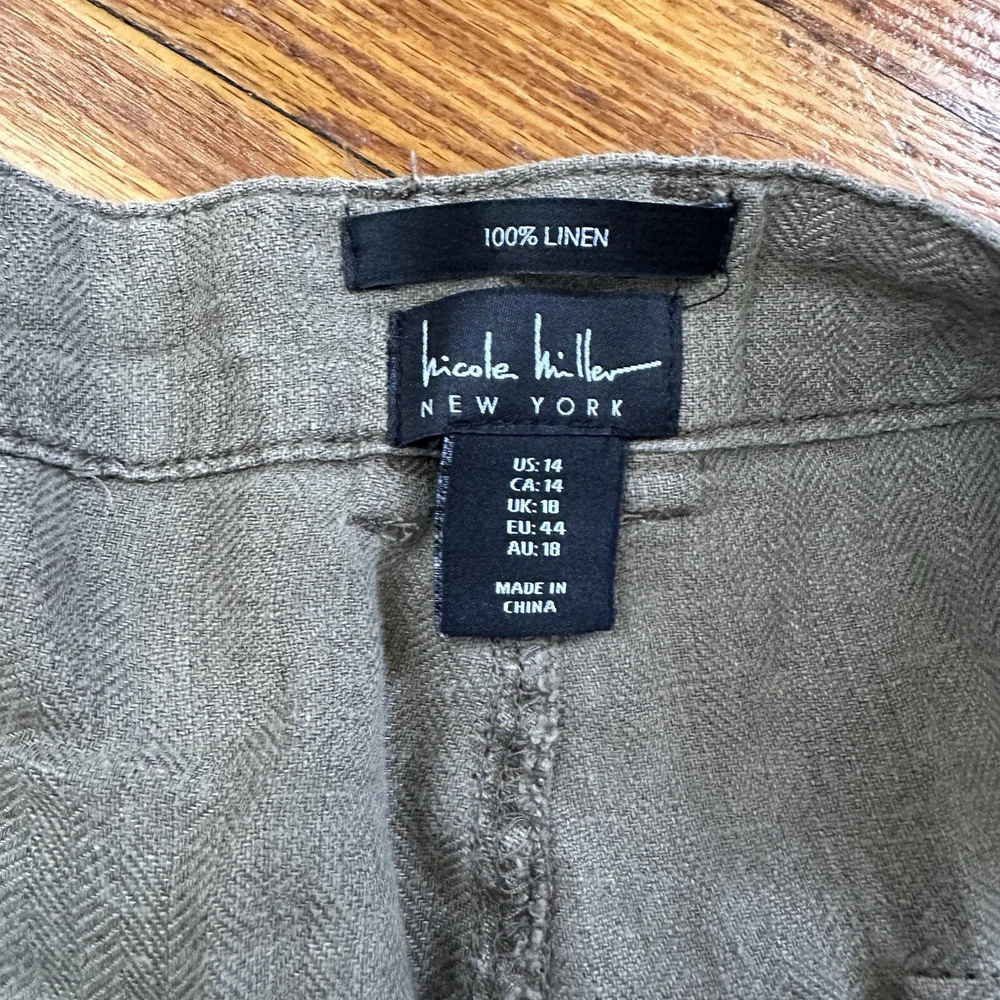 100% LINEN
nicole miller
NEW YORK
US: 14
CA: 14
UK: 18
EU: 44
AU: 18
MADE IN
CHINA